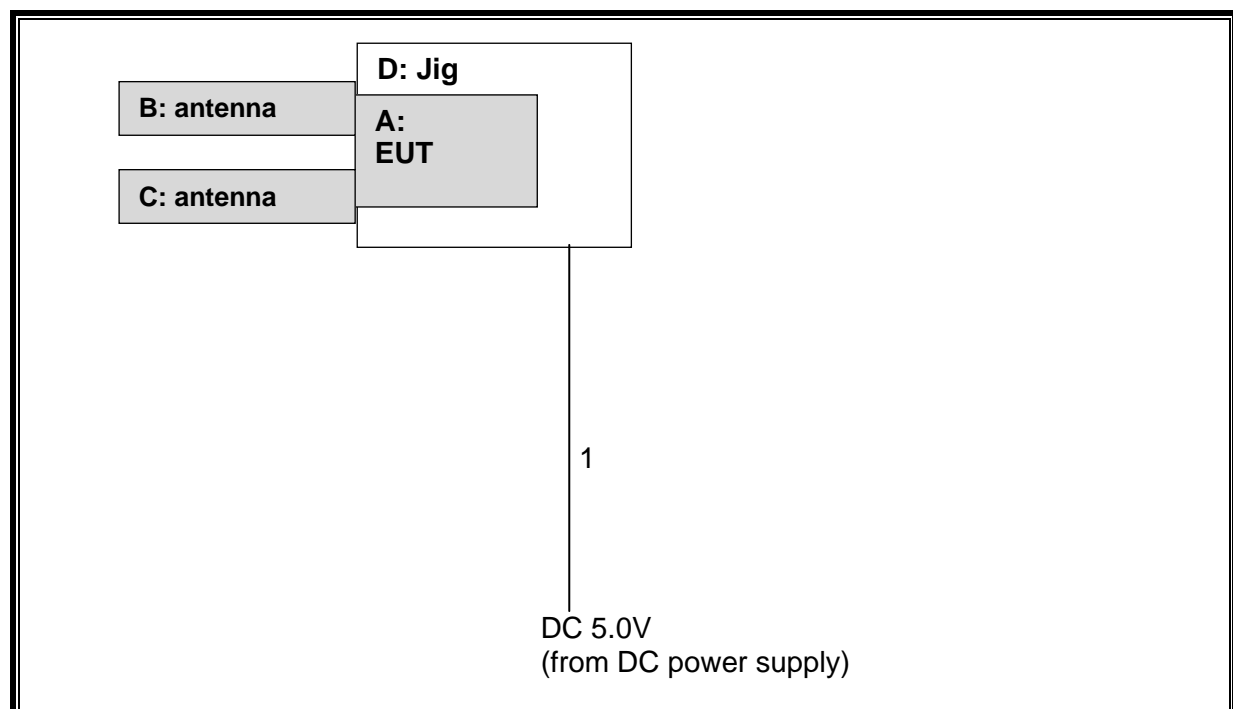 D: Jig
B: antenna
A:
EUT
C: antenna
1
DC 5.0V
(from DC power supply)